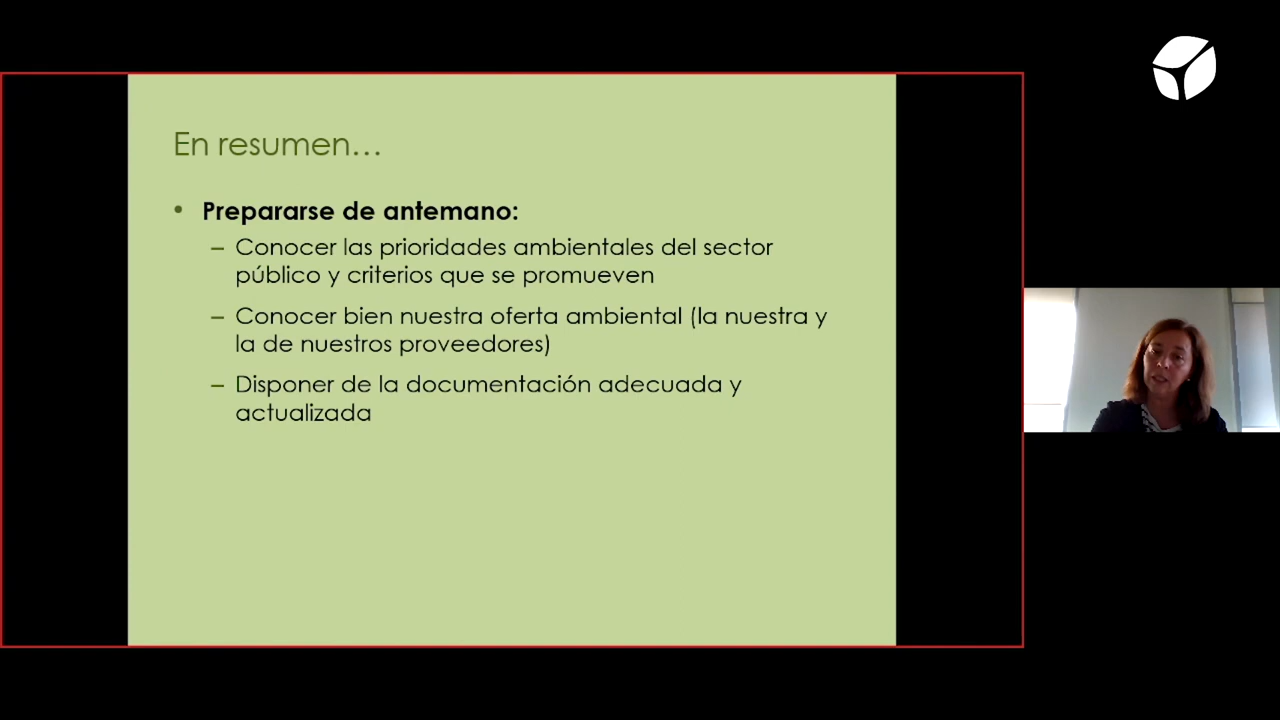 En resumen…
• Prepararse de antemano:
– Conocer las prioridades ambientales del sector
público y criterios que se promueven
– Conocer bien nuestra oferta ambiental (la nuestra y
la de nuestros proveedores)
– Disponer de la documentación adecuada y
actualizada